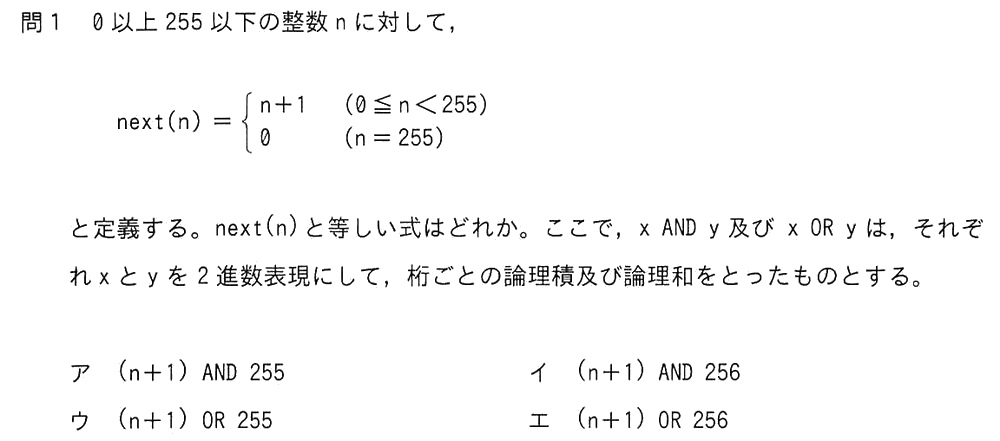 問1 0以上255以下の整数nに対して，
next(n) = { n＋1 (0≦n＜255)
0 (n＝255)
と定義する。next(n)と等しい式はどれか。ここで，x AND y及び x OR yは，それぞ
れxとyを2進数表現にして，桁ごとの論理積及び論理和をとったものとする。
ア (n＋1) AND 255 イ (n＋1) AND 256
ウ (n＋1) OR 255 エ (n＋1) OR 256